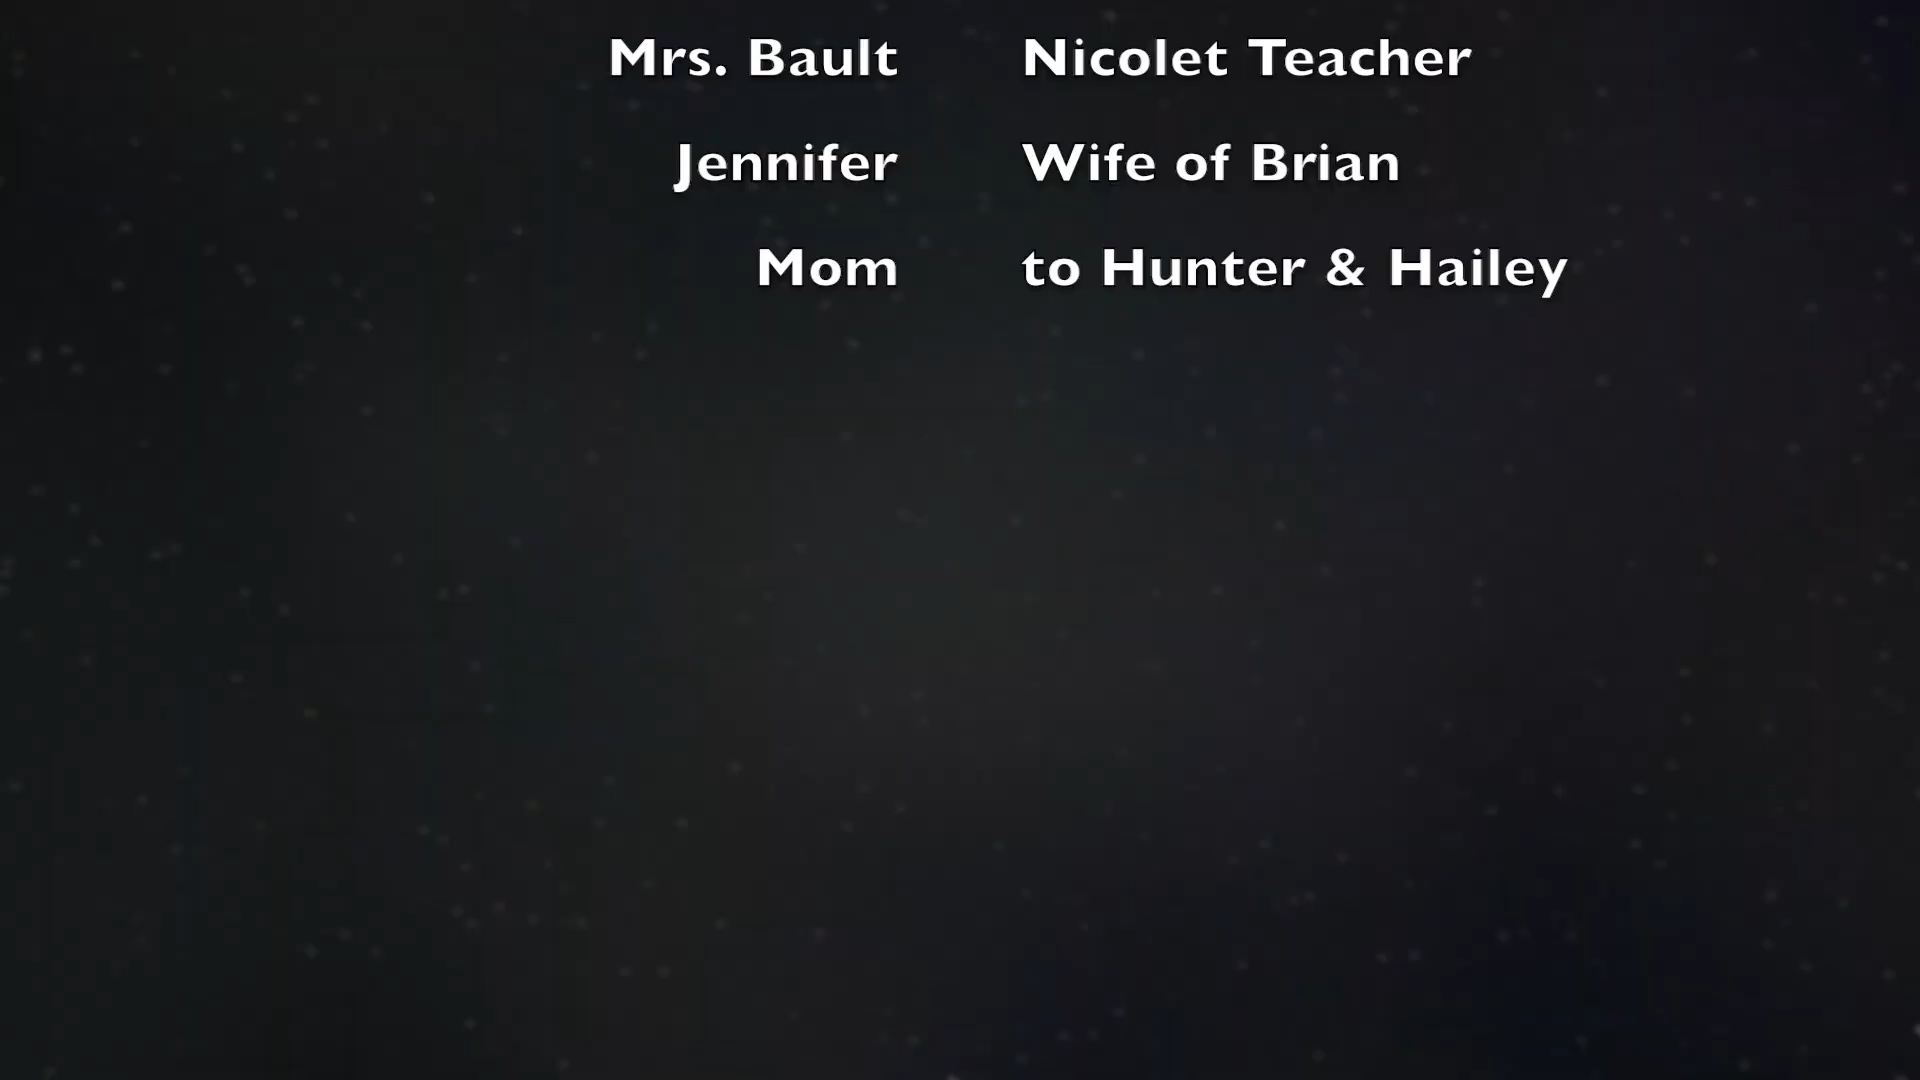 Mrs. Bault Nicolet Teacher
Jennifer Wife of Brian
Mom to Hunter & Hailey